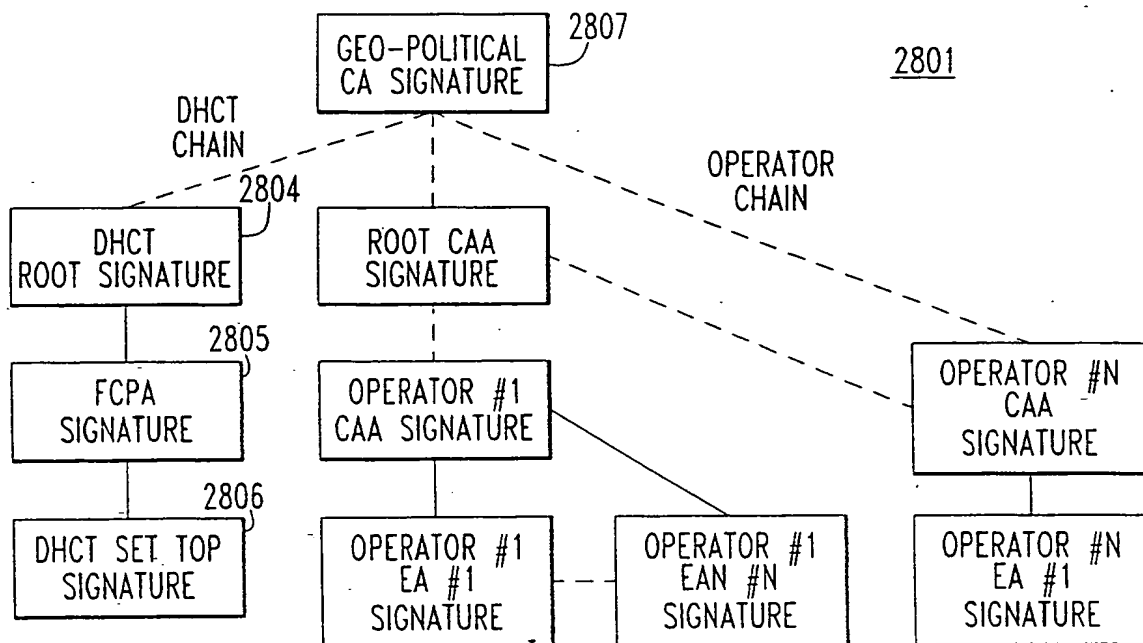 2807
GEO-POLITICAL
CA SIGNATURE
2801
DHCT
CHAIN
OPERATOR
CHAIN
2804
DHCT
ROOT SIGNATURE
ROOT CAA
SIGNATURE
2805
FCPA
SIGNATURE
OPERATOR #1
CAA SIGNATURE
OPERATOR #N
CAA
SIGNATURE
2806
DHCT SET TOP
SIGNATURE
OPERATOR #1
EA #1
SIGNATURE
OPERATOR #1
EAN #N
SIGNATURE
OPERATOR #N
EA #1
SIGNATURE